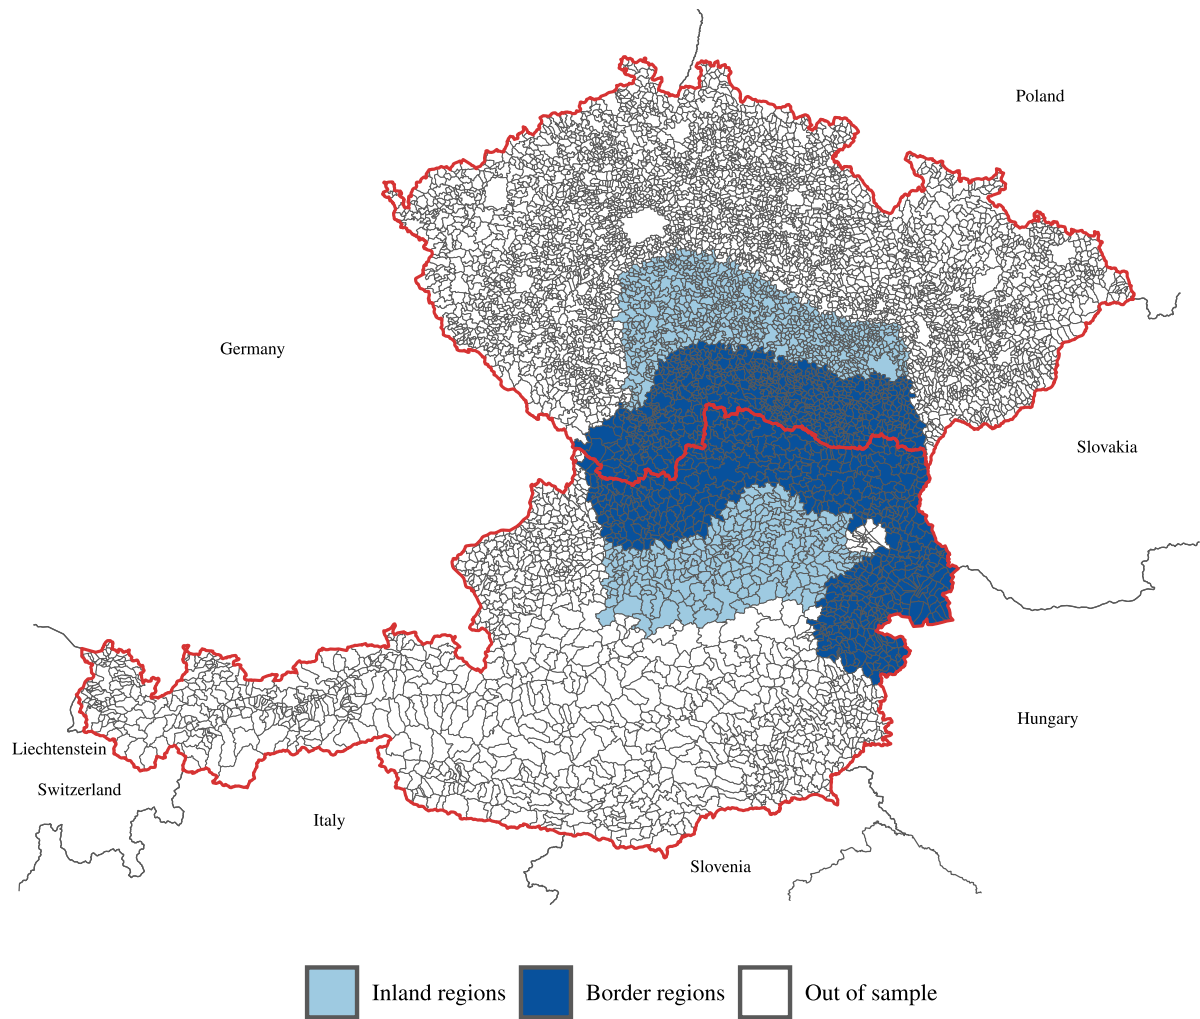 Poland
Germany
Slovakia
Hungary
Liechtenstein
Switzerland
Italy
Slovenia
Inland regions
Border regions
Out of sample